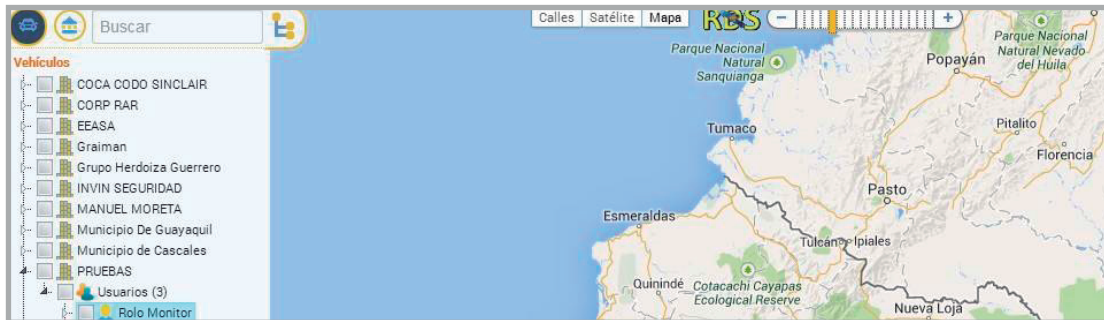 Buscar
Calles Satélite Mapa
RDS
Vehículos
COCA CODO SINCLAIR
CORP RAR
EEASA
Graiman
Grupo Herdoiza Guerrero
INVIN SEGURIDAD
MANUEL MORETA
Municipio De Guayaquil
Municipio de Cascales
PRUEBAS
Usuarios (3)
Rolo Monitor
Parque Nacional
Natural
Sanquianga
Parque Nacional
Natural Nevado
del Huila
Popayán
Tumaco
Pitalito
Florencia
Pasto
Esmeraldas
Tulcán
Ipiales
Quinindé
Cotacachi Cayapas
Ecological Reserve
Nueva Loja